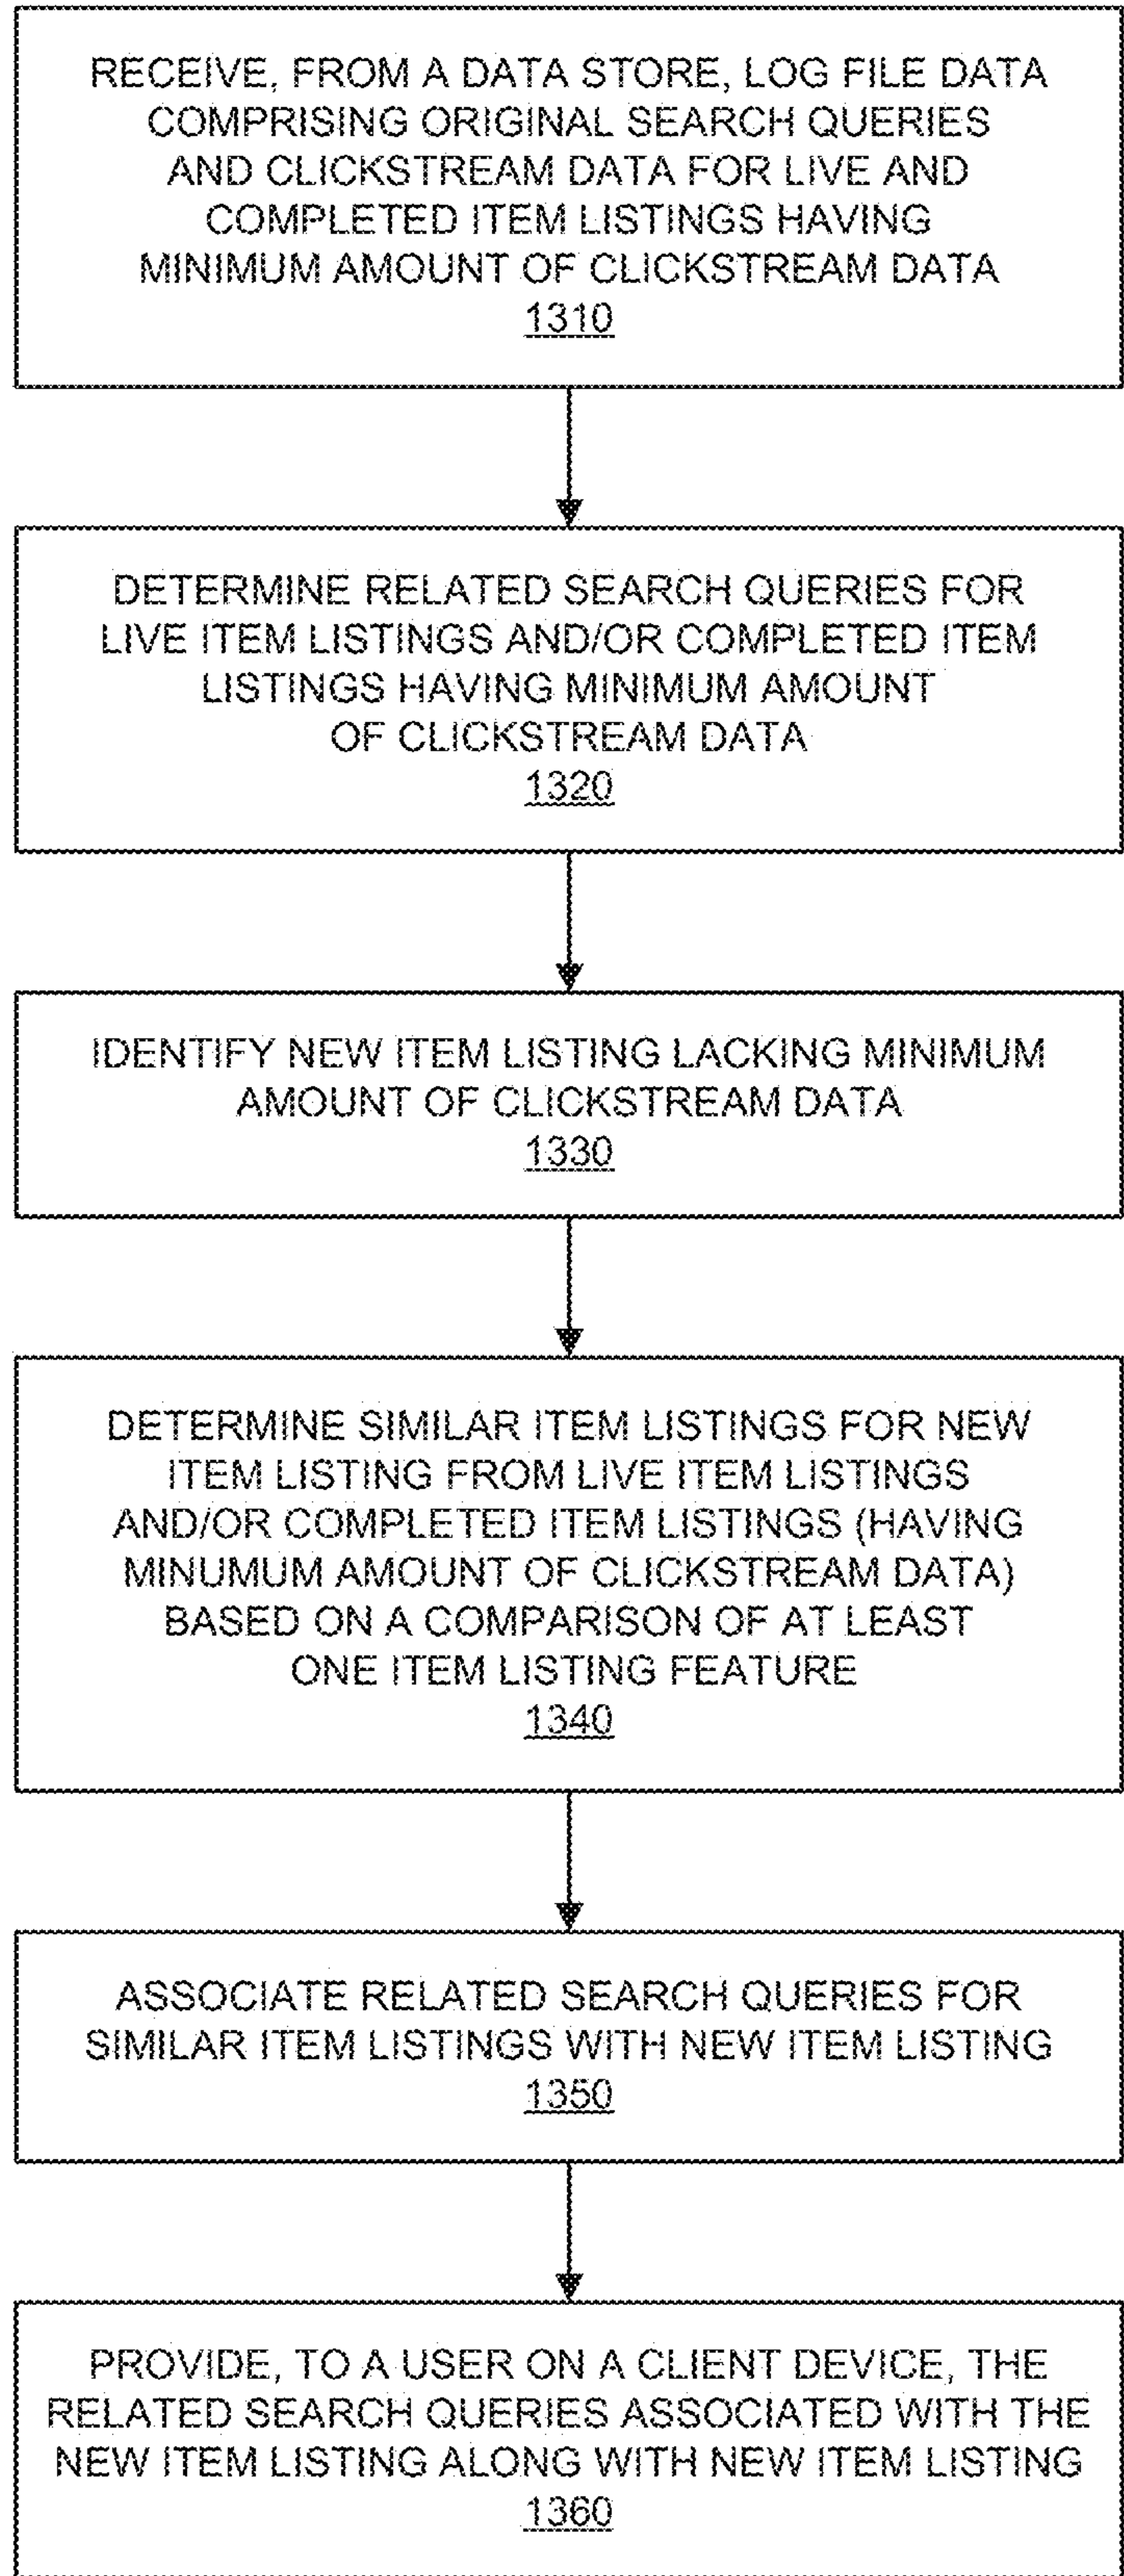 RECEIVE, FROM A DATA STORE, LOG FILE DATA
COMPRISING ORIGINAL SEARCH QUERIES
AND CLICKSTREAM DATA FOR LIVE AND
COMPLETED ITEM LISTINGS HAVING
MINIMUM AMOUNT OF CLICKSTREAM DATA
1310
DETERMINE RELATED SEARCH QUERIES FOR
LIVE ITEM LISTINGS AND/OR COMPLETED ITEM
LISTINGS HAVING MINIMUM AMOUNT
OF CLICKSTREAM DATA
1320
IDENTIFY NEW ITEM LISTING LACKING MINIMUM
AMOUNT OF CLICKSTREAM DATA
1330
DETERMINE SIMILAR ITEM LISTINGS FOR NEW
ITEM LISTING FROM LIVE ITEM LISTINGS
AND/OR COMPLETED ITEM LISTINGS (HAVING
MINUMUM AMOUNT OF CLICKSTREAM DATA)
BASED ON A COMPARISON OF AT LEAST
ONE ITEM LISTING FEATURE
1340
ASSOCIATE RELATED SEARCH QUERIES FOR
SIMILAR ITEM LISTINGS WITH NEW ITEM LISTING
1350
PROVIDE, TO A USER ON A CLIENT DEVICE, THE
RELATED SEARCH QUERIES ASSOCIATED WITH THE
NEW ITEM LISTING ALONG WITH NEW ITEM LISTING
1360